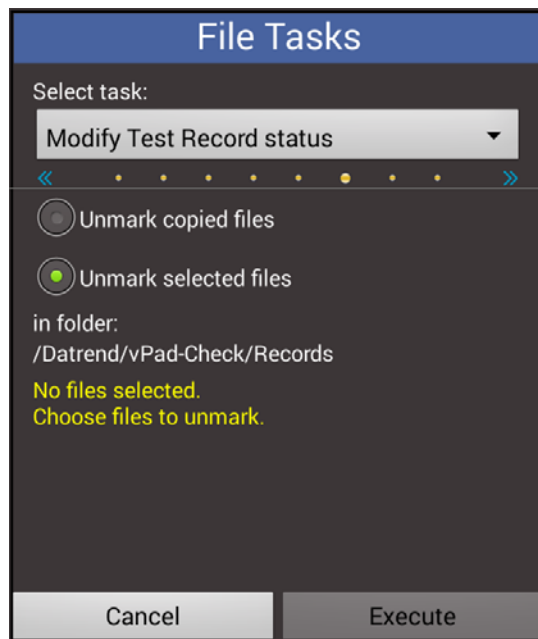 File Tasks
Select task:
Modify Test Record status
Unmark copied files
Unmark selected files
in folder:
/Datrend/vPad-Check/Records
No files selected.
Choose files to unmark.
Cancel
Execute